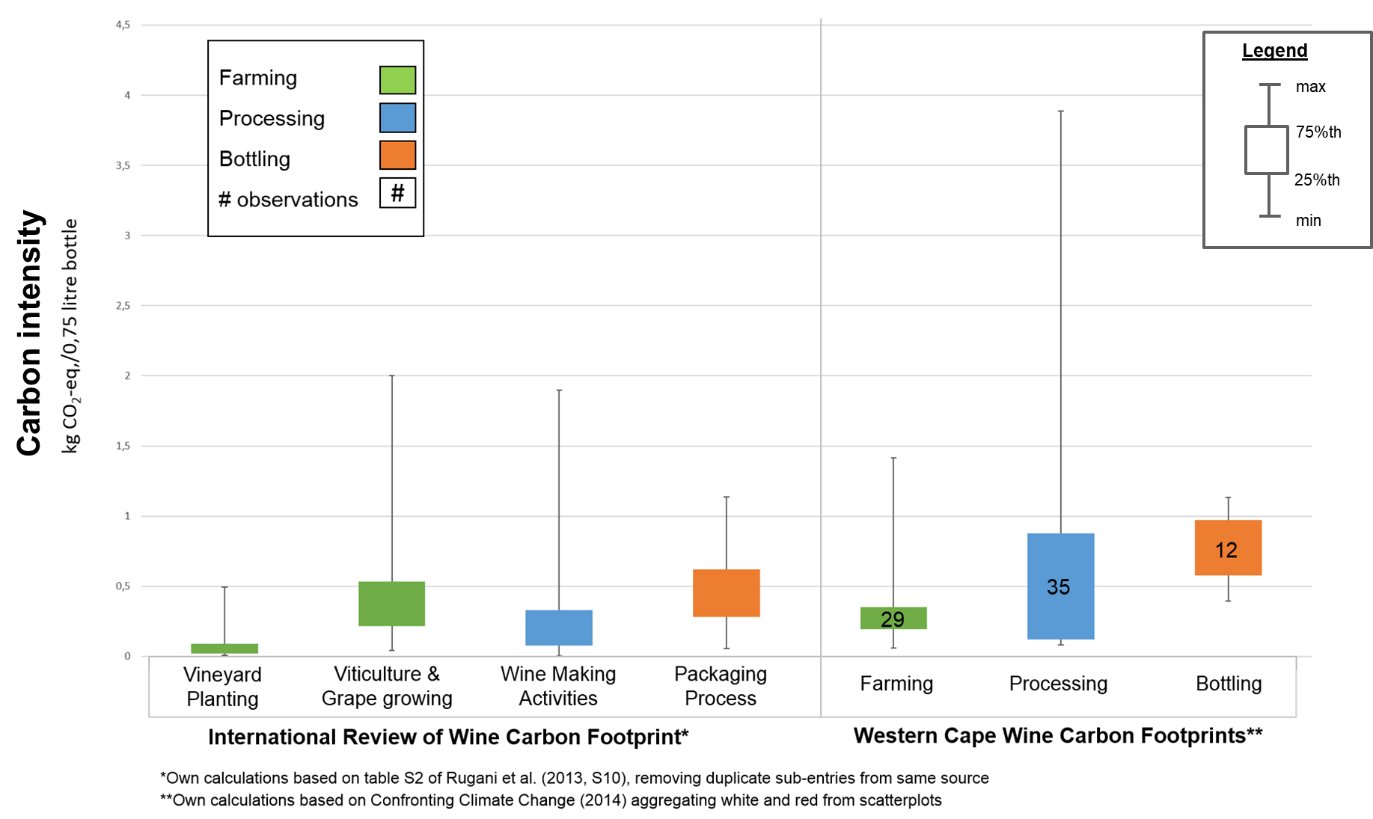 4,5
4
3,5
3
2,5
2
1,5
1
0,5
0
Carbon intensity
kg CO₂-eq,/0,75 litre bottle
Farming
Processing
Bottling
# observations #
Legend
max
75%th
25%th
min
29
35
12
Vineyard
Planting
Viticulture &
Grape growing
Wine Making
Activities
Packaging
Process
Farming
Processing
Bottling
International Review of Wine Carbon Footprint*
Western Cape Wine Carbon Footprints**
*Own calculations based on table S2 of Rugani et al. (2013, S10), removing duplicate sub-entries from same source
**Own calculations based on Confronting Climate Change (2014) aggregating white and red from scatterplots